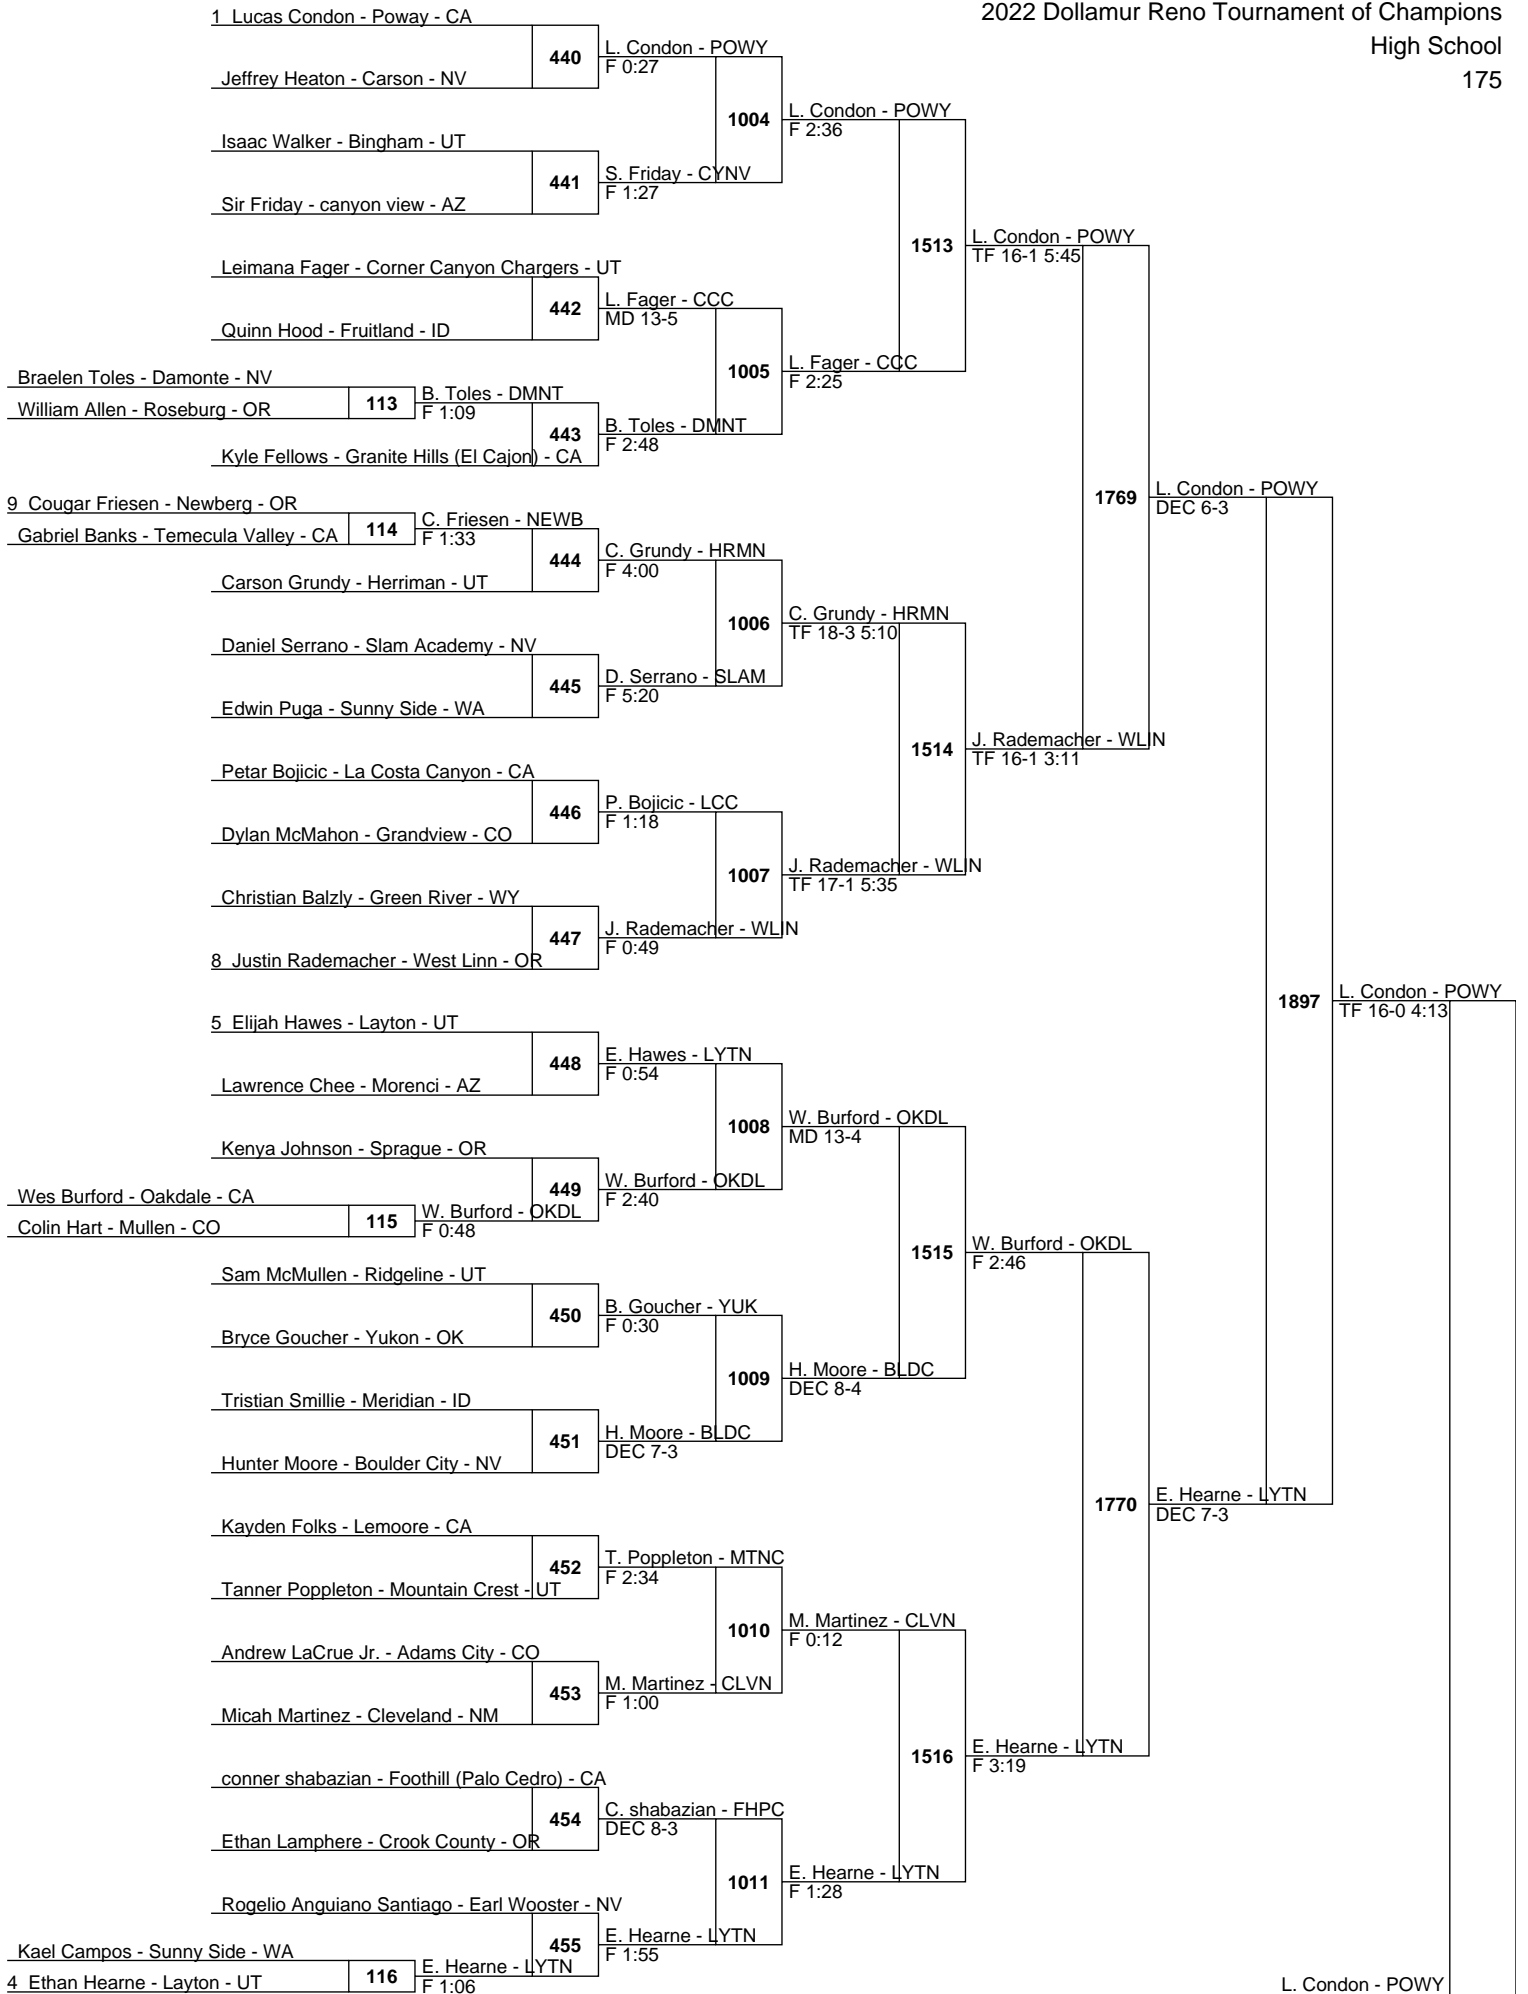 2022 Dollamur Reno Tournament of Champions
High School
175
1 Lucas Condon - Poway - CA
440
L. Condon - POWY
F 0:27
Jeffrey Heaton - Carson - NV
1004
L. Condon - POWY
F 2:36
Isaac Walker - Bingham - UT
441
S. Friday - CYNV
F 1:27
Sir Friday - canyon view - AZ
1513
L. Condon - POWY
TF 16-1 5:45
Leimana Fager - Corner Canyon Chargers - UT
442
L. Fager - CCC
MD 13-5
Quinn Hood - Fruitland - ID
1005
L. Fager - CCC
F 2:25
Braelen Toles - Damonte - NV
113
B. Toles - DMNT
F 1:09
William Allen - Roseburg - OR
443
B. Toles - DMNT
F 2:48
Kyle Fellows - Granite Hills (El Cajon) - CA
1769
L. Condon - POWY
DEC 6-3
9 Cougar Friesen - Newberg - OR
114
C. Friesen - NEWB
F 1:33
Gabriel Banks - Temecula Valley - CA
444
C. Grundy - HRMN
F 4:00
Carson Grundy - Herriman - UT
1006
C. Grundy - HRMN
TF 18-3 5:10
Daniel Serrano - Slam Academy - NV
445
D. Serrano - SLAM
F 5:20
Edwin Puga - Sunny Side - WA
1514
J. Rademacher - WLIN
TF 16-1 3:11
Petar Bojicic - La Costa Canyon - CA
446
P. Bojicic - LCC
F 1:18
Dylan McMahon - Grandview - CO
1007
J. Rademacher - WLIN
TF 17-1 5:35
Christian Balzly - Green River - WY
447
J. Rademacher - WLIN
F 0:49
8 Justin Rademacher - West Linn - OR
1897
L. Condon - POWY
TF 16-0 4:13
5 Elijah Hawes - Layton - UT
448
E. Hawes - LYTN
F 0:54
Lawrence Chee - Morenci - AZ
1008
W. Burford - OKDL
MD 13-4
Kenya Johnson - Sprague - OR
449
W. Burford - OKDL
F 2:40
Wes Burford - Oakdale - CA
115
W. Burford - OKDL
F 0:48
Colin Hart - Mullen - CO
1515
W. Burford - OKDL
F 2:46
Sam McMullen - Ridgeline - UT
450
B. Goucher - YUK
F 0:30
Bryce Goucher - Yukon - OK
1009
H. Moore - BLDC
DEC 8-4
Tristian Smillie - Meridian - ID
451
H. Moore - BLDC
DEC 7-3
Hunter Moore - Boulder City - NV
1770
E. Hearne - LYTN
DEC 7-3
Kayden Folks - Lemoore - CA
452
T. Poppleton - MTNC
F 2:34
Tanner Poppleton - Mountain Crest - UT
1010
M. Martinez - CLVN
F 0:12
Andrew LaCrue Jr. - Adams City - CO
453
M. Martinez - CLVN
F 1:00
Micah Martinez - Cleveland - NM
1516
E. Hearne - LYTN
F 3:19
conner shabazian - Foothill (Palo Cedro) - CA
454
C. shabazian - FHPC
DEC 8-3
Ethan Lamphere - Crook County - OR
1011
E. Hearne - LYTN
F 1:28
Rogelio Anguiano Santiago - Earl Wooster - NV
455
E. Hearne - LYTN
F 1:55
Kael Campos - Sunny Side - WA
116
E. Hearne - LYTN
F 1:06
4 Ethan Hearne - Layton - UT
L. Condon - POWY